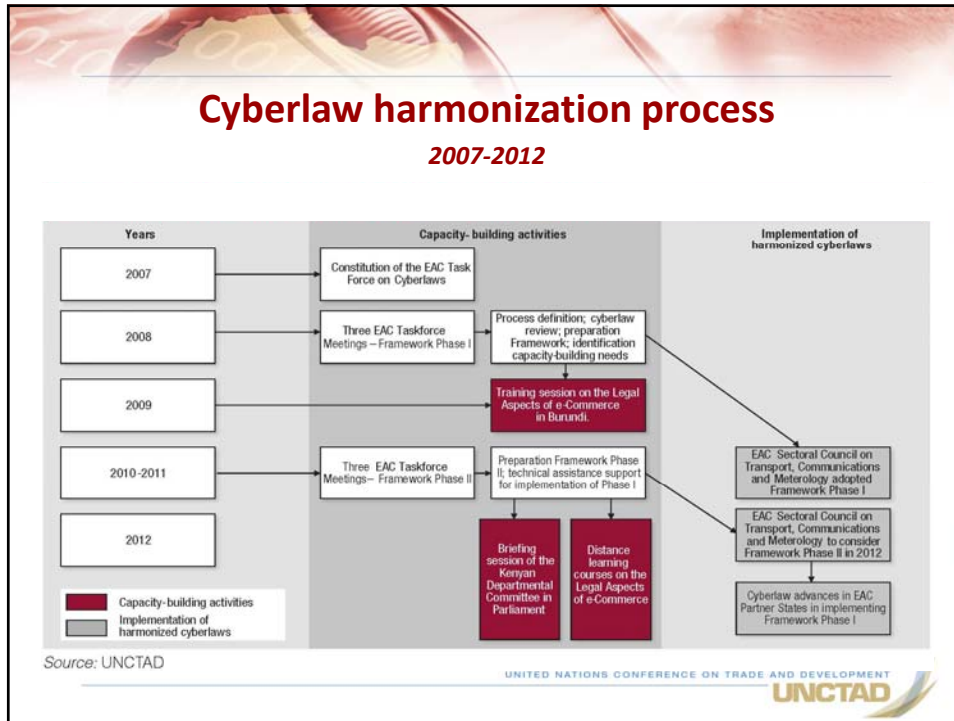 Cyberlaw harmonization process
2007-2012
Years
Capacity- building activities
Implementation of
harmonized cyberlaws
2007
Constitution of the EAC Task
Force on Cyberlaws
2008
Three EAC Taskforce
Meetings – Framework Phase I
Process definition; cyberlaw
review; preparation
Framework; identification
capacity-building needs
2009
Training session on the Legal
Aspects of e-Commerce
in Burundi.
2010-2011
Three EAC Taskforce
Meetings– Framework Phase II
Preparation Framework Phase
II; technical assistance support
for implementation of Phase I
EAC Sectoral Council on
Transport, Communications
and Meterology adopted
Framework Phase I
2012
Briefing
session of the
Kenyan
Departmental
Committee in
Parliament
Distance
learning
courses on the
Legal Aspects
of e-Commerce
EAC Sectoral Council on
Transport, Communications
and Meterology to consider
Framework Phase II in 2012
Cyberlaw advances in EAC
Partner States in implementing
Framework Phase I
Capacity-building activities
Implementation of
harmonized cyberlaws
Source: UNCTAD
UNITED NATIONS CONFERENCE ON TRADE AND DEVELOPMENT
UNCTAD